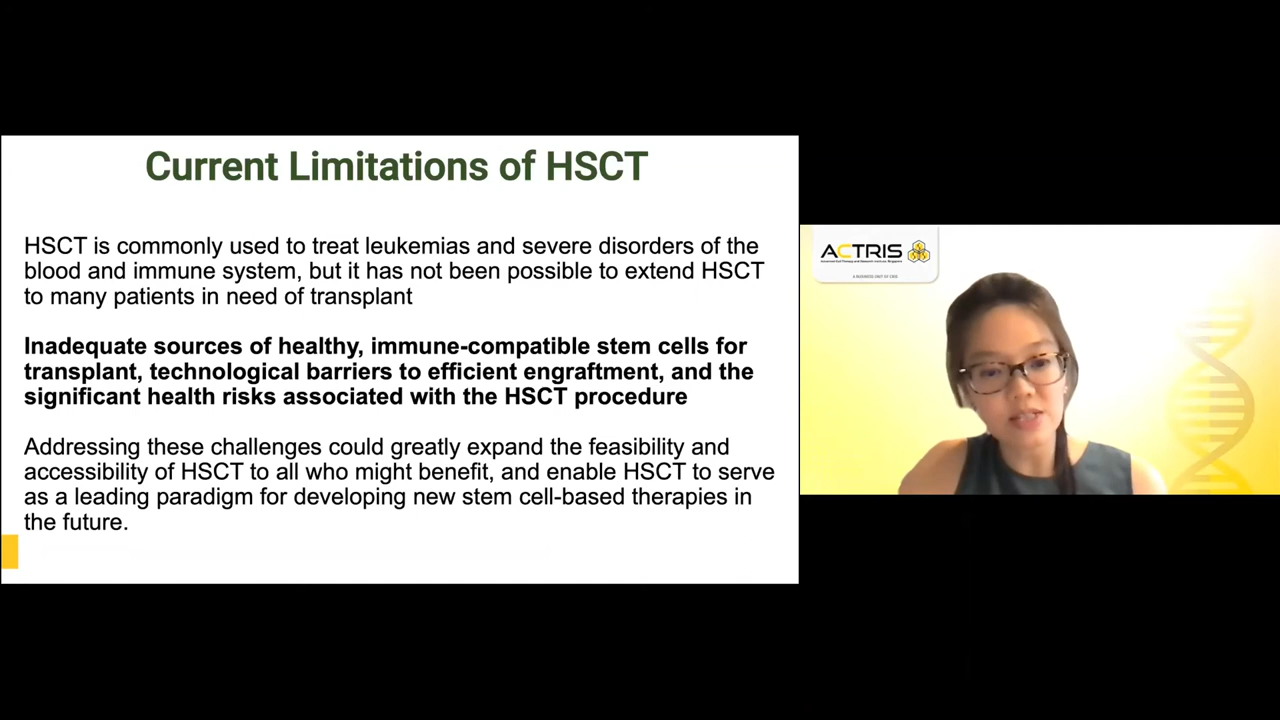 Current Limitations of HSCT
HSCT is commonly used to treat leukemias and severe disorders of the
blood and immune system, but it has not been possible to extend HSCT
to many patients in need of transplant
Inadequate sources of healthy, immune-compatible stem cells for
transplant, technological barriers to efficient engraftment, and the
significant health risks associated with the HSCT procedure
Addressing these challenges could greatly expand the feasibility and
accessibility of HSCT to all who might benefit, and enable HSCT to serve
as a leading paradigm for developing new stem cell-based therapies in
the future.
ACTRIS